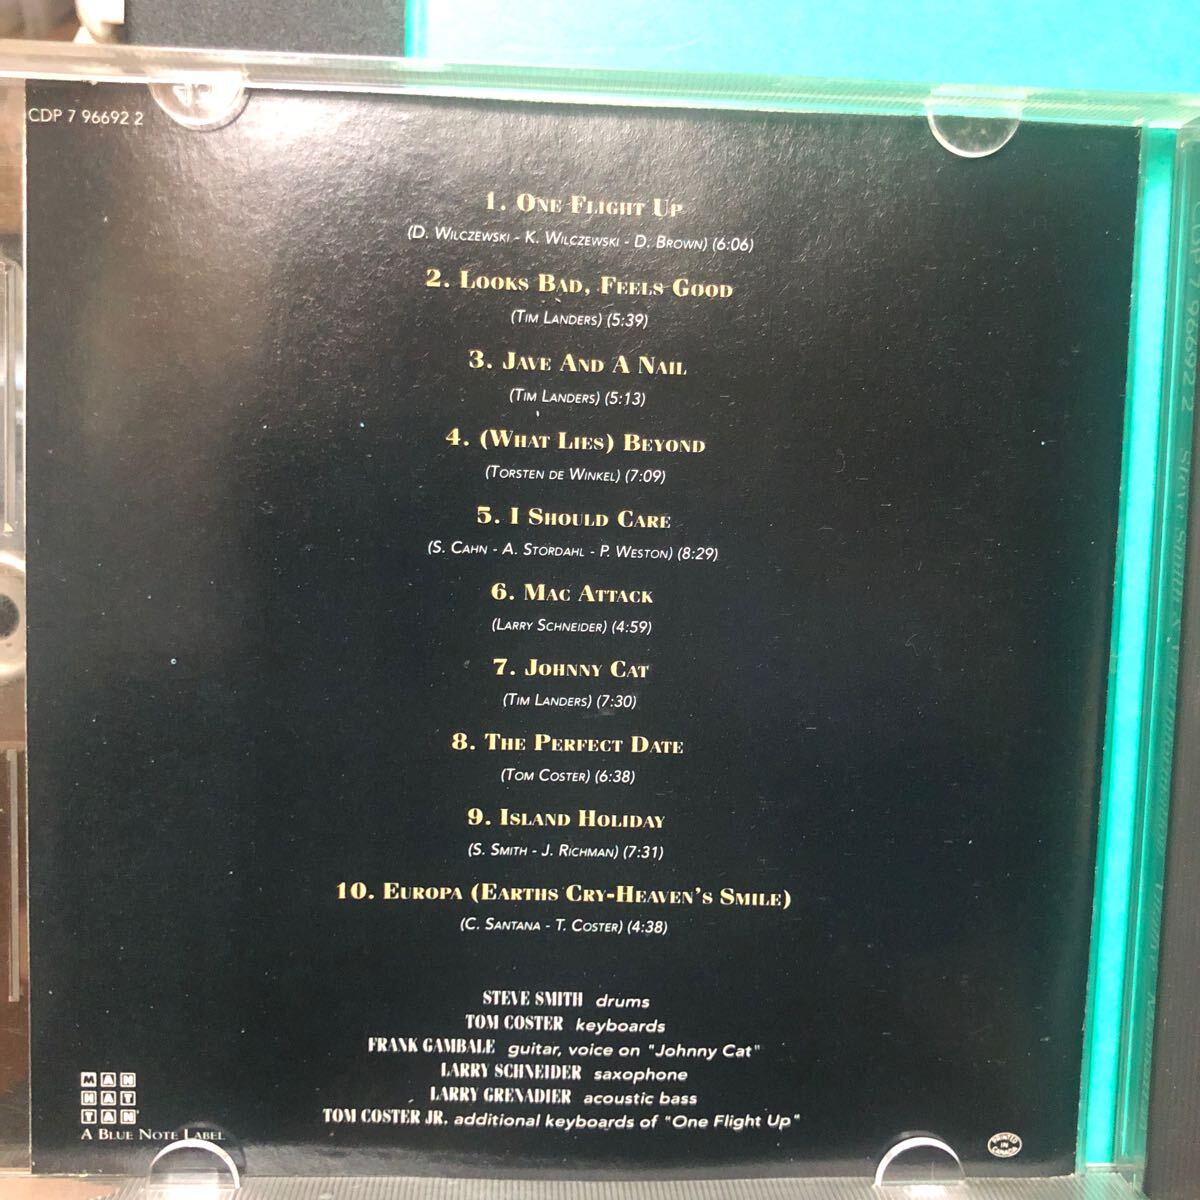 CDP 7 96692 2
1. One Flight Up
(D. Wilczewski - K. Wilczewski - D. Brown) (6:06)
2. Looks Bad, Feels Good
(Tim Landers) (5:39)
3. Jave And A Nail
(Tim Landers) (5:13)
4. (What Lies) Beyond
(Torsten de Winkel) (7:09)
5. I Should Care
(S. Cahn - A. Stordahl - P. Weston) (8:29)
6. Mac Attack
(Larry Schneider) (4:59)
7. Johnny Cat
(Tim Landers) (7:30)
8. The Perfect Date
(Tom Coster) (6:38)
9. Island Holiday
(S. Smith - J. Richman) (7:31)
10. Europa (Earths Cry-Heaven's Smile)
(C. Santana - T. Coster) (4:38)
STEVE SMITH drums
TOM COSTER keyboards
FRANK GAMBALE guitar, voice on "Johnny Cat"
LARRY SCHNEIDER saxophone
LARRY GRENADIER acoustic bass
TOM COSTER JR. additional keyboards of "One Flight Up"
MAN
HAT
TAN
A Blue Note Label
PRINTED
IN
CANADA